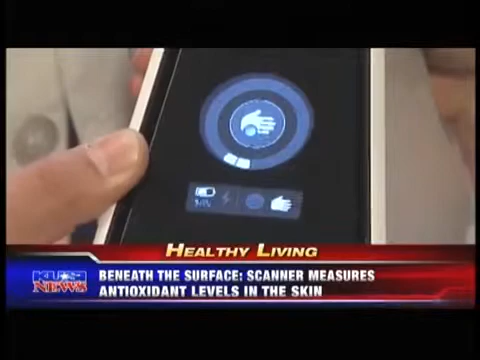 HEALTHY LIVING
KUSI NEWS
BENEATH THE SURFACE: SCANNER MEASURES
ANTIOXIDANT LEVELS IN THE SKIN